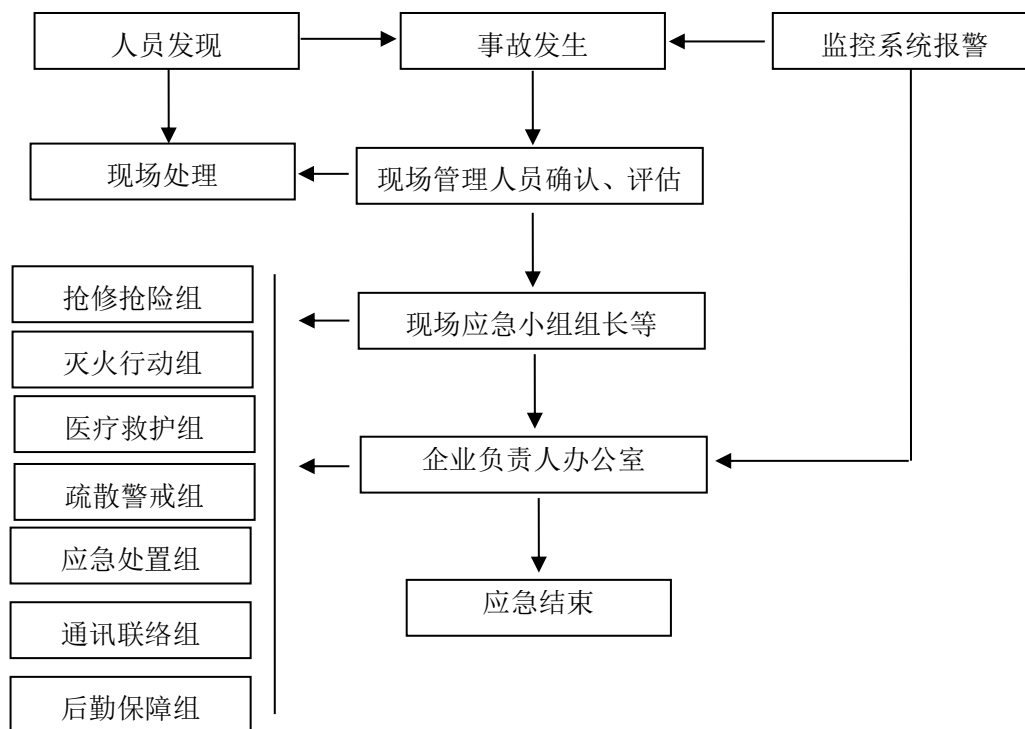 人员发现
事故发生
监控系统报警
现场处理
现场管理人员确认、评估
抢修抢险组
现场应急小组组长等
灭火行动组
医疗救护组
企业负责人办公室
疏散警戒组
应急处置组
应急结束
通讯联络组
后勤保障组